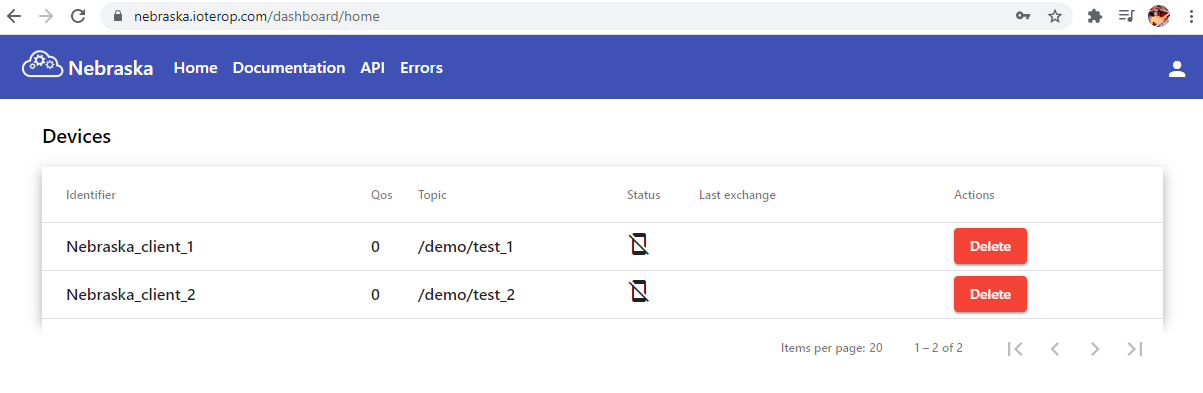 nebraska.ioterop.com/dashboard/home
Nebraska Home Documentation API Errors
Devices
Identifier Qos Topic Status Last exchange Actions
Nebraska_client_1 0 /demo/test_1 Delete
Nebraska_client_2 0 /demo/test_2 Delete
Items per page: 20 1 – 2 of 2